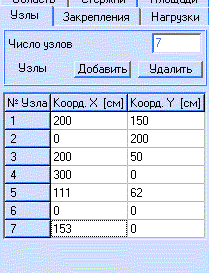 Область Стержни Площади
Узлы Закрепления Нагрузки
Число узлов 7
Узлы Добавить Удалить
№ Узла Коорд. X [см] Коорд. Y [см]
1 200 150
2 0 200
3 200 50
4 300 0
5 111 62
6 0 0
7 153 0